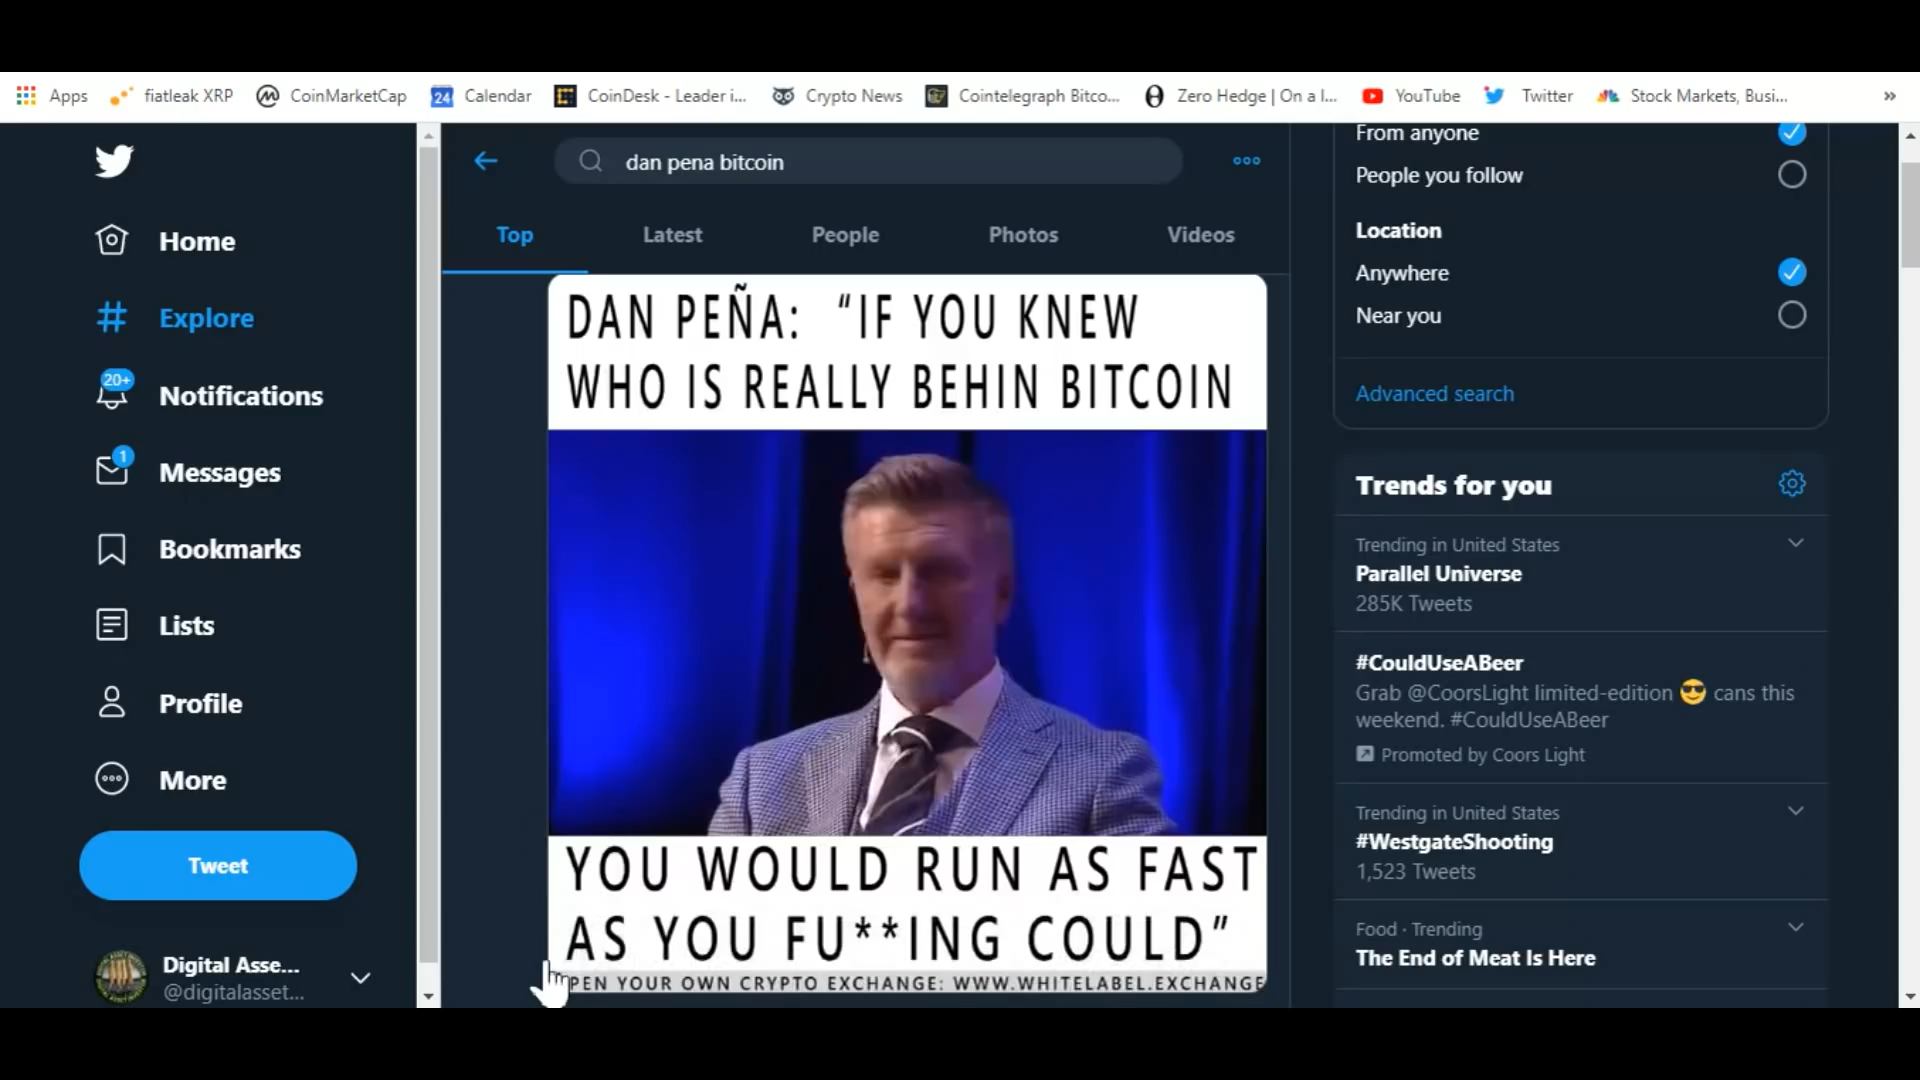 Apps
fiatleak XRP
CoinMarketCap
24
Calendar
CoinDesk - Leader i...
Crypto News
Cointelegraph Bitco...
Zero Hedge | On a l...
YouTube
Twitter
Stock Markets, Busi...
»
Home
Explore
20+
Notifications
1
Messages
Bookmarks
Lists
Profile
More
Tweet
Digital Asse...
@digitalasset...
dan pena bitcoin
Top
Latest
People
Photos
Videos
DAN PEÑA: “IF YOU KNEW
WHO IS REALLY BEHIN BITCOIN
YOU WOULD RUN AS FAST
AS YOU FU**ING COULD”
PEN YOUR OWN CRYPTO EXCHANGE: WWW.WHITELABEL.EXCHANGE
From anyone
People you follow
Location
Anywhere
Near you
Advanced search
Trends for you
Trending in United States
Parallel Universe
285K Tweets
#CouldUseABeer
Grab @CoorsLight limited-edition 😎 cans this
weekend. #CouldUseABeer
Promoted by Coors Light
Trending in United States
#WestgateShooting
1,523 Tweets
Food · Trending
The End of Meat Is Here